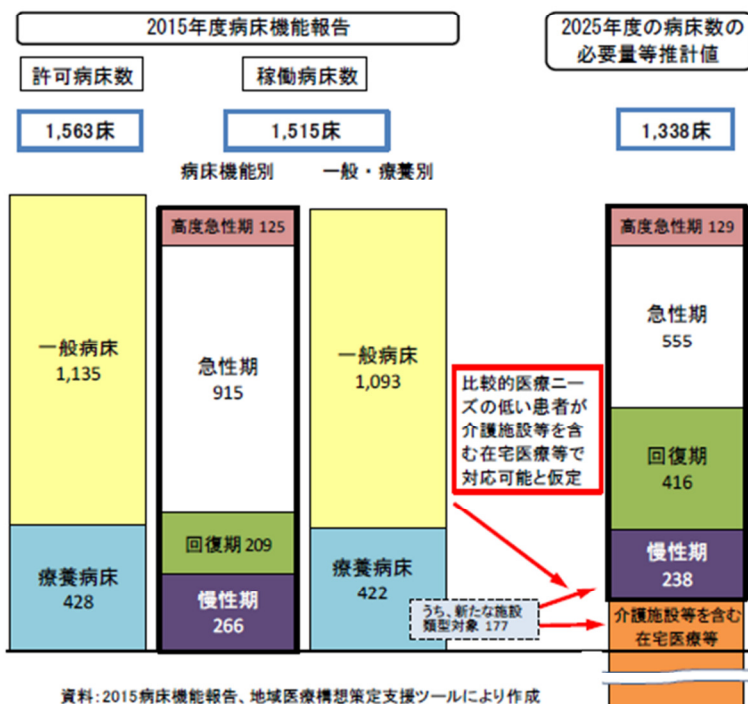 2015年度病床機能報告
2025年度の病床数の
必要量等推計値
許可病床数
稼働病床数
1,563床
1,515床
1,338床
病床機能別
一般・療養別
一般病床
1,135
療養病床
428
高度急性期 125
急性期
915
回復期 209
慢性期
266
一般病床
1,093
療養病床
422
比較的医療ニー
ズの低い患者が
介護施設等を含
む在宅医療等で
対応可能と仮定
うち、新たな施設
類型対象 177
高度急性期 129
急性期
555
回復期
416
慢性期
238
介護施設等を含む
在宅医療等
資料:2015病床機能報告、地域医療構想策定支援ツールにより作成